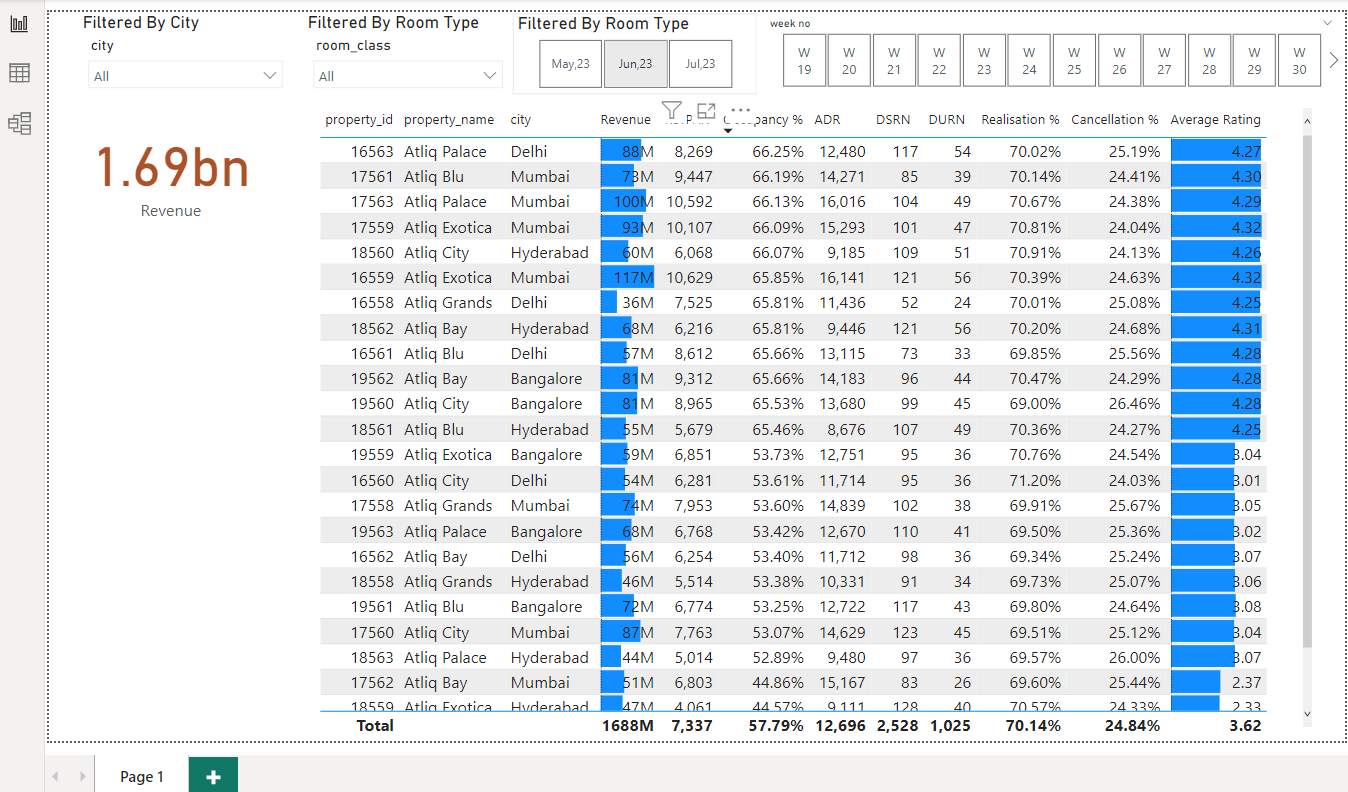 Filtered By City
city
All
Filtered By Room Type
room_class
All
Filtered By Room Type
May,23 Jun,23 Jul,23
week no
W 19 W 20 W 21 W 22 W 23 W 24 W 25 W 26 W 27 W 28 W 29 W 30
1.69bn
Revenue
property_id property_name city Revenue % ADR DSRN DURN Realisation % Cancellation % Average Rating
16563 Atliq Palace Delhi 88M 8,269 66.25% 12,480 117 54 70.02% 25.19% 4.27
17561 Atliq Blu Mumbai 73M 9,447 66.19% 14,271 85 39 70.14% 24.41% 4.30
17563 Atliq Palace Mumbai 100M 10,592 66.13% 16,016 104 49 70.67% 24.38% 4.29
17559 Atliq Exotica Mumbai 93M 10,107 66.09% 15,293 101 47 70.81% 24.04% 4.32
18560 Atliq City Hyderabad 60M 6,068 66.07% 9,185 109 51 70.91% 24.13% 4.26
16559 Atliq Exotica Mumbai 117M 10,629 65.85% 16,141 121 56 70.39% 24.63% 4.32
16558 Atliq Grands Delhi 36M 7,525 65.81% 11,436 52 24 70.01% 25.08% 4.25
18562 Atliq Bay Hyderabad 68M 6,216 65.81% 9,446 121 56 70.20% 24.68% 4.31
16561 Atliq Blu Delhi 57M 8,612 65.66% 13,115 73 33 69.85% 25.56% 4.28
19562 Atliq Bay Bangalore 81M 9,312 65.66% 14,183 96 44 70.47% 24.29% 4.28
19560 Atliq City Bangalore 81M 8,965 65.53% 13,680 99 45 69.00% 26.46% 4.28
18561 Atliq Blu Hyderabad 55M 5,679 65.46% 8,676 107 49 70.36% 24.27% 4.25
19559 Atliq Exotica Bangalore 59M 6,851 53.73% 12,751 95 36 70.76% 24.54% 3.04
16560 Atliq City Delhi 54M 6,281 53.61% 11,714 95 36 71.20% 24.03% 3.01
17558 Atliq Grands Mumbai 74M 7,953 53.60% 14,839 102 38 69.91% 25.67% 3.05
19563 Atliq Palace Bangalore 68M 6,768 53.42% 12,670 110 41 69.50% 25.36% 3.02
16562 Atliq Bay Delhi 56M 6,254 53.40% 11,712 98 36 69.34% 25.24% 3.07
18558 Atliq Grands Hyderabad 46M 5,514 53.38% 10,331 91 34 69.73% 25.07% 3.06
19561 Atliq Blu Bangalore 72M 6,774 53.25% 12,722 117 43 69.80% 24.64% 3.08
17560 Atliq City Mumbai 87M 7,763 53.07% 14,629 123 45 69.51% 25.12% 3.04
18563 Atliq Palace Hyderabad 44M 5,014 52.89% 9,480 97 36 69.57% 26.00% 3.07
17562 Atliq Bay Mumbai 51M 6,803 44.86% 15,167 83 26 69.60% 25.44% 2.37
18559 Atliq Exotica Hyderabad 47M 4,061 44.57% 9,111 128 40 70.57% 24.33% 2.33
Total 1688M 7,337 57.79% 12,696 2,528 1,025 70.14% 24.84% 3.62
Page 1